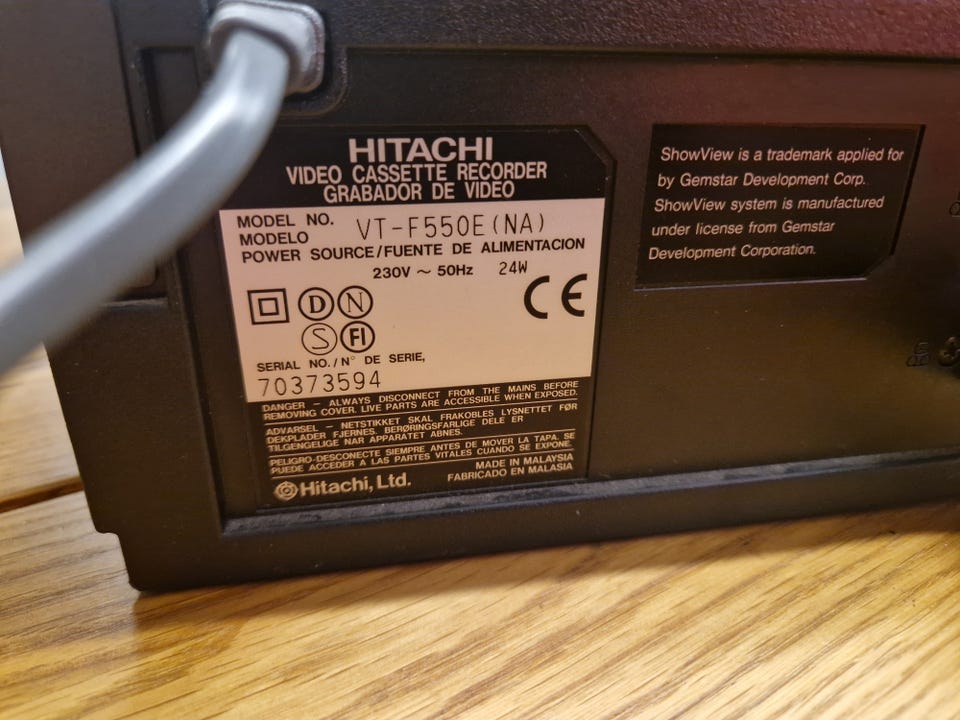 HITACHI
VIDEO CASSETTE RECORDER
GRABADOR DE VIDEO
MODEL NO. VT-F550E(NA)
MODELO
POWER SOURCE/FUENTE DE ALIMENTACION
230V ~ 50Hz 24W
D N
S FI
CE
SERIAL NO./N° DE SERIE,
70373594
DANGER – ALWAYS DISCONNECT FROM THE MAINS BEFORE
REMOVING COVER. LIVE PARTS ARE ACCESSIBLE WHEN EXPOSED.
ADVARSEL – NETSTIKKET SKAL FRAKOBLES LYSNETTET FØR
DEKPLADER FJERNES. BERØRINGSFARLIGE DELE ER
TILGENGELIGE NAR APPARATET ABNES.
PELIGRO-DESCONECTE SIEMPRE ANTES DE MOVER LA TAPA. SE
PUEDE ACCEDER A LAS PARTES VITALES CUANDO SE EXPONE.
MADE IN MALAYSIA
FABRICADO EN MALASIA
Hitachi, Ltd.
ShowView is a trademark applied for
by Gemstar Development Corp.
ShowView system is manufactured
under license from Gemstar
Development Corporation.